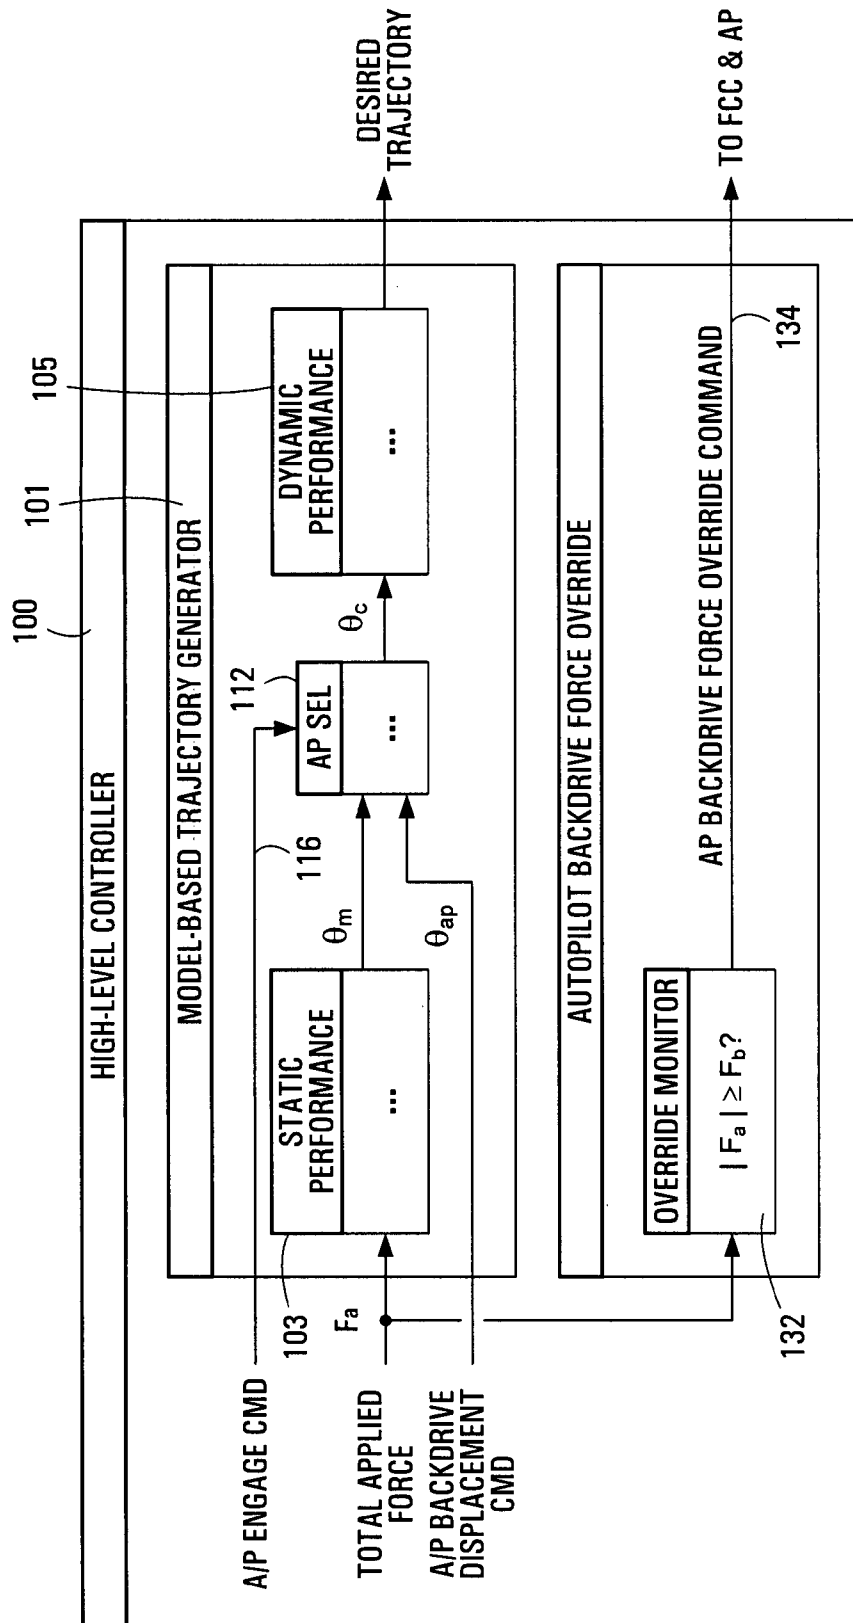 100
HIGH-LEVEL CONTROLLER
101
MODEL-BASED TRAJECTORY GENERATOR
A/P ENGAGE CMD
116
TOTAL APPLIED
FORCE
Fa
A/P BACKDRIVE
DISPLACEMENT
CMD
103
STATIC
PERFORMANCE
...
θm
θap
112
AP SEL
...
θc
105
DYNAMIC
PERFORMANCE
...
DESIRED
TRAJECTORY
AUTOPILOT BACKDRIVE FORCE OVERRIDE
132
OVERRIDE MONITOR
| Fa | ≥ Fb?
AP BACKDRIVE FORCE OVERRIDE COMMAND
134
TO FCC & AP